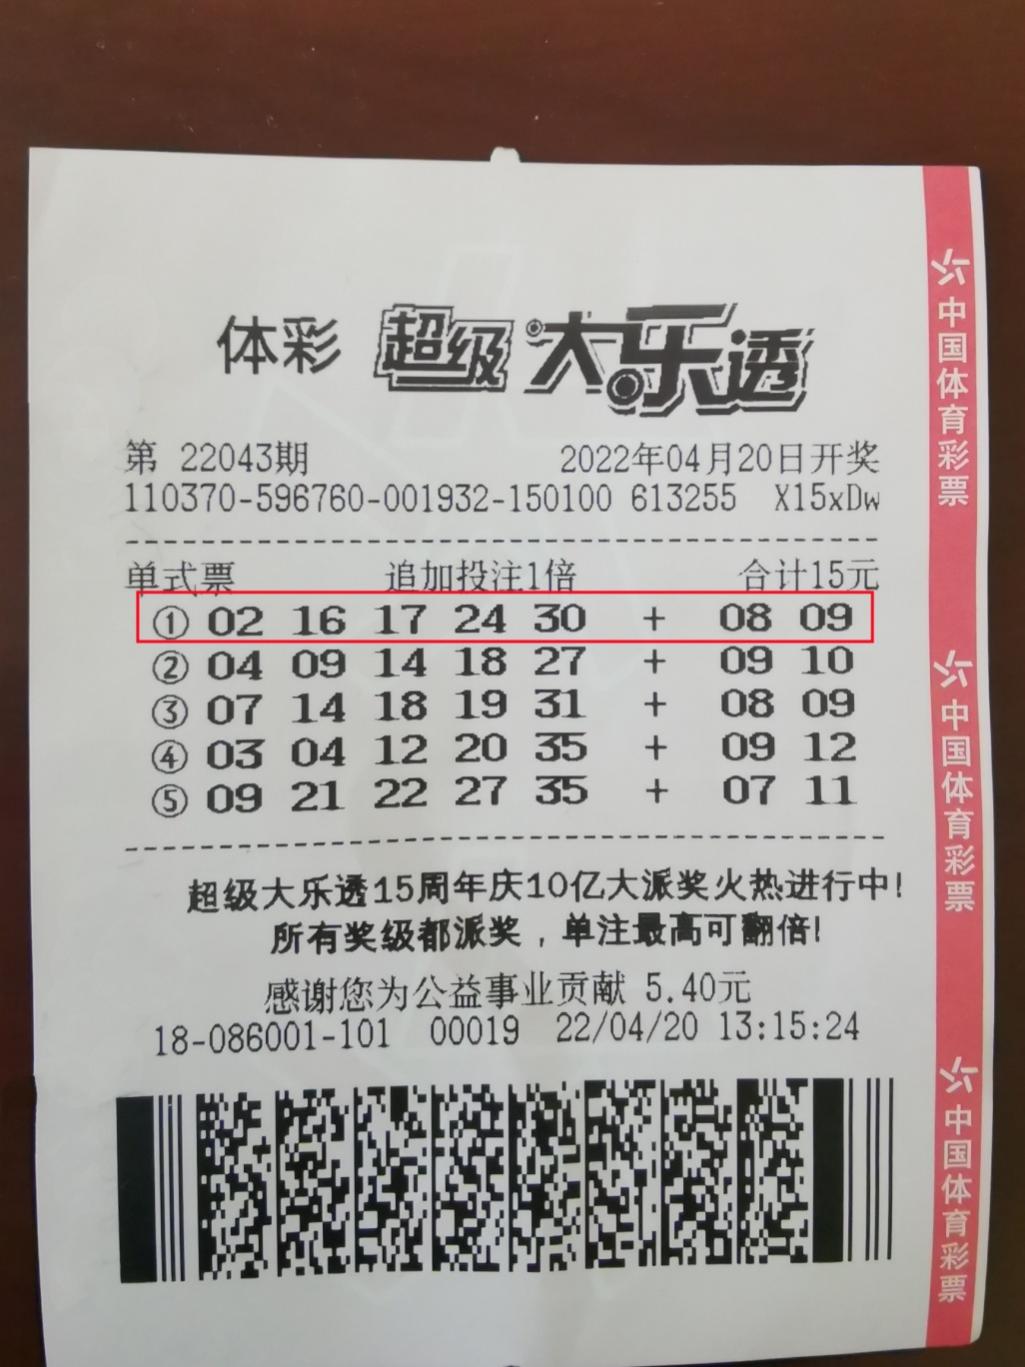 体彩 超级大乐透
第 22043期 2022年04月20日开奖
110370-596760-001932-150100 613255 X15xDw
单式票 追加投注1倍 合计15元
① 02 16 17 24 30 + 08 09
② 04 09 14 18 27 + 09 10
③ 07 14 18 19 31 + 08 09
④ 03 04 12 20 35 + 09 12
⑤ 09 21 22 27 35 + 07 11
超级大乐透15周年庆10亿大派奖火热进行中!
所有奖级都派奖，单注最高可翻倍!
感谢您为公益事业贡献 5.40元
18-086001-101 00019 22/04/20 13:15:24
中国体育彩票
中国体育彩票
中国体育彩票